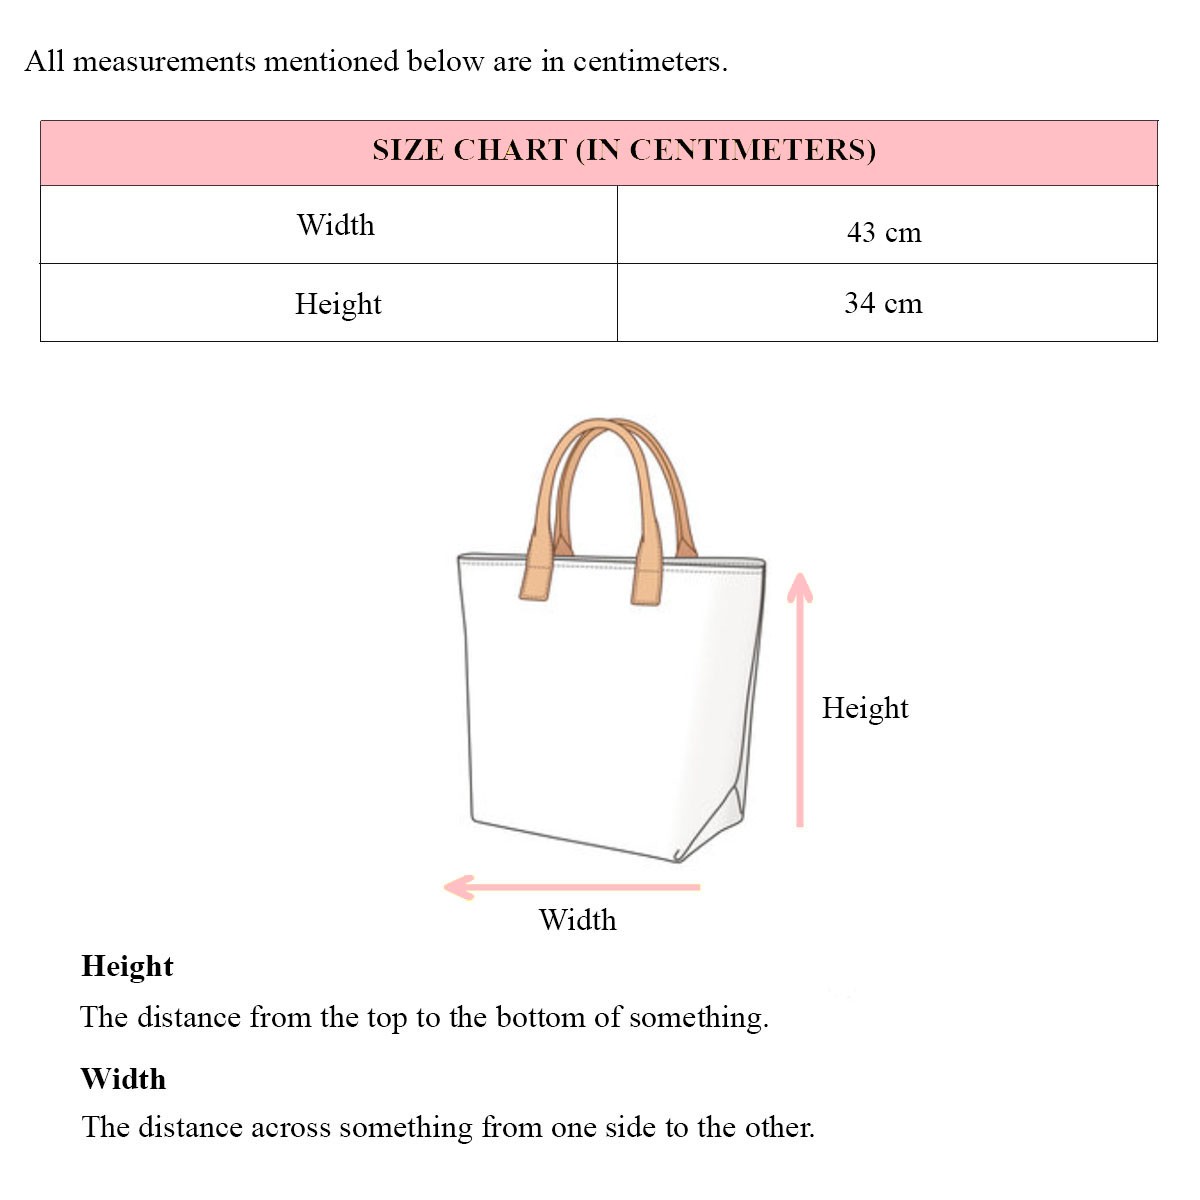 All measurements mentioned below are in centimeters.
SIZE CHART (IN CENTIMETERS)
Width 43 cm
Height 34 cm
Height
Width
Height
The distance from the top to the bottom of something.
Width
The distance across something from one side to the other.